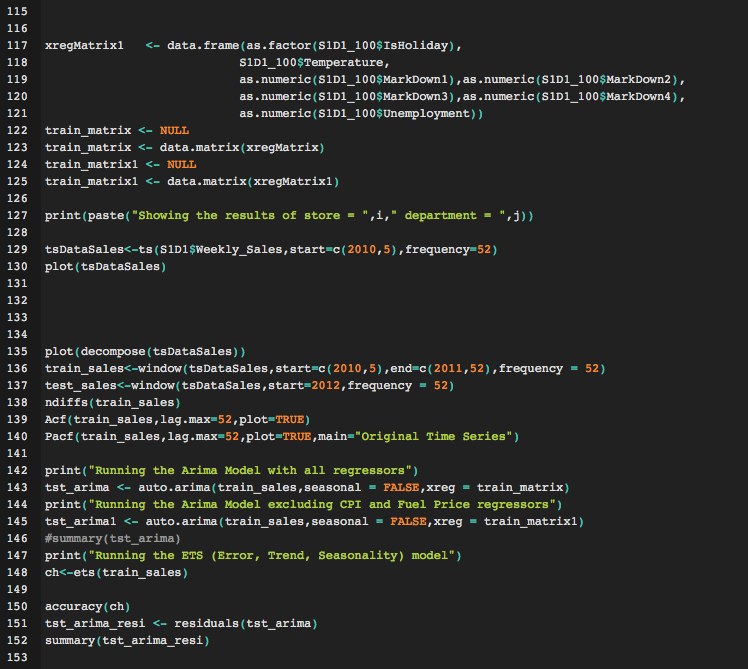 115
116
117 xregMatrix1   <- data.frame(as.factor(S1D1_100$IsHoliday),
118                             S1D1_100$Temperature,
119                             as.numeric(S1D1_100$MarkDown1),as.numeric(S1D1_100$MarkDown2),
120                             as.numeric(S1D1_100$MarkDown3),as.numeric(S1D1_100$MarkDown4),
121                             as.numeric(S1D1_100$Unemployment))
122 train_matrix <- NULL
123 train_matrix <- data.matrix(xregMatrix)
124 train_matrix1 <- NULL
125 train_matrix1 <- data.matrix(xregMatrix1)
126
127 print(paste("Showing the results of store = ",i," department = ",j))
128
129 tsDataSales<-ts(S1D1$Weekly_Sales,start=c(2010,5),frequency=52)
130 plot(tsDataSales)
131
132
133
134
135 plot(decompose(tsDataSales))
136 train_sales<-window(tsDataSales,start=c(2010,5),end=c(2011,52),frequency = 52)
137 test_sales<-window(tsDataSales,start=2012,frequency = 52)
138 ndiffs(train_sales)
139 Acf(train_sales,lag.max=52,plot=TRUE)
140 Pacf(train_sales,lag.max=52,plot=TRUE,main="Original Time Series")
141
142 print("Running the Arima Model with all regressors")
143 tst_arima <- auto.arima(train_sales,seasonal = FALSE,xreg = train_matrix)
144 print("Running the Arima Model excluding CPI and Fuel Price regressors")
145 tst_arima1 <- auto.arima(train_sales,seasonal = FALSE,xreg = train_matrix1)
146 #summary(tst_arima)
147 print("Running the ETS (Error, Trend, Seasonality) model")
148 ch<-ets(train_sales)
149
150 accuracy(ch)
151 tst_arima_resi <- residuals(tst_arima)
152 summary(tst_arima_resi)
153